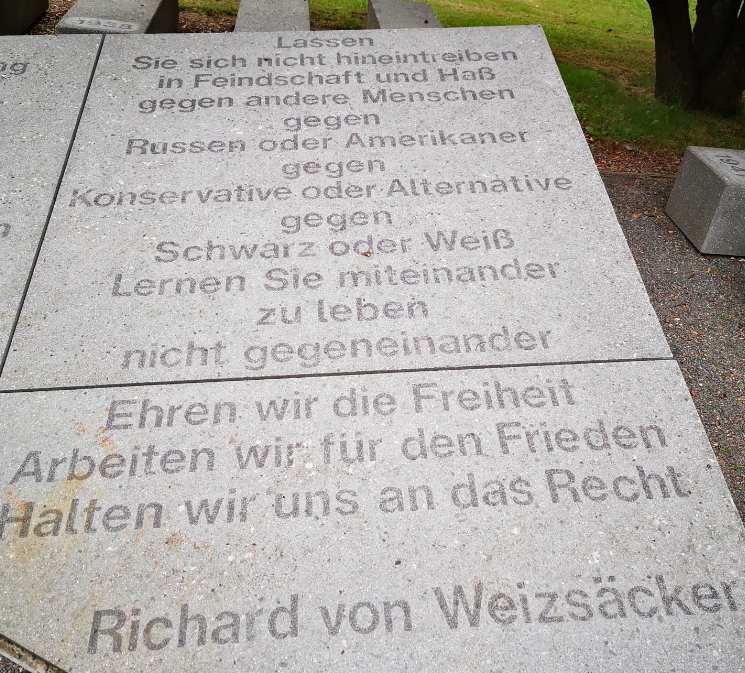 1955
Lassen
Sie sich nicht hineintreiben
in Feindschaft und Haß
gegen andere Menschen
gegen
Russen oder Amerikaner
gegen
Konservative oder Alternative
gegen
Schwarz oder Weiß
Lernen Sie miteinander
zu leben
nicht gegeneinander
Ehren wir die Freiheit
Arbeiten wir für den Frieden
Halten wir uns an das Recht
Richard von Weizsäcker